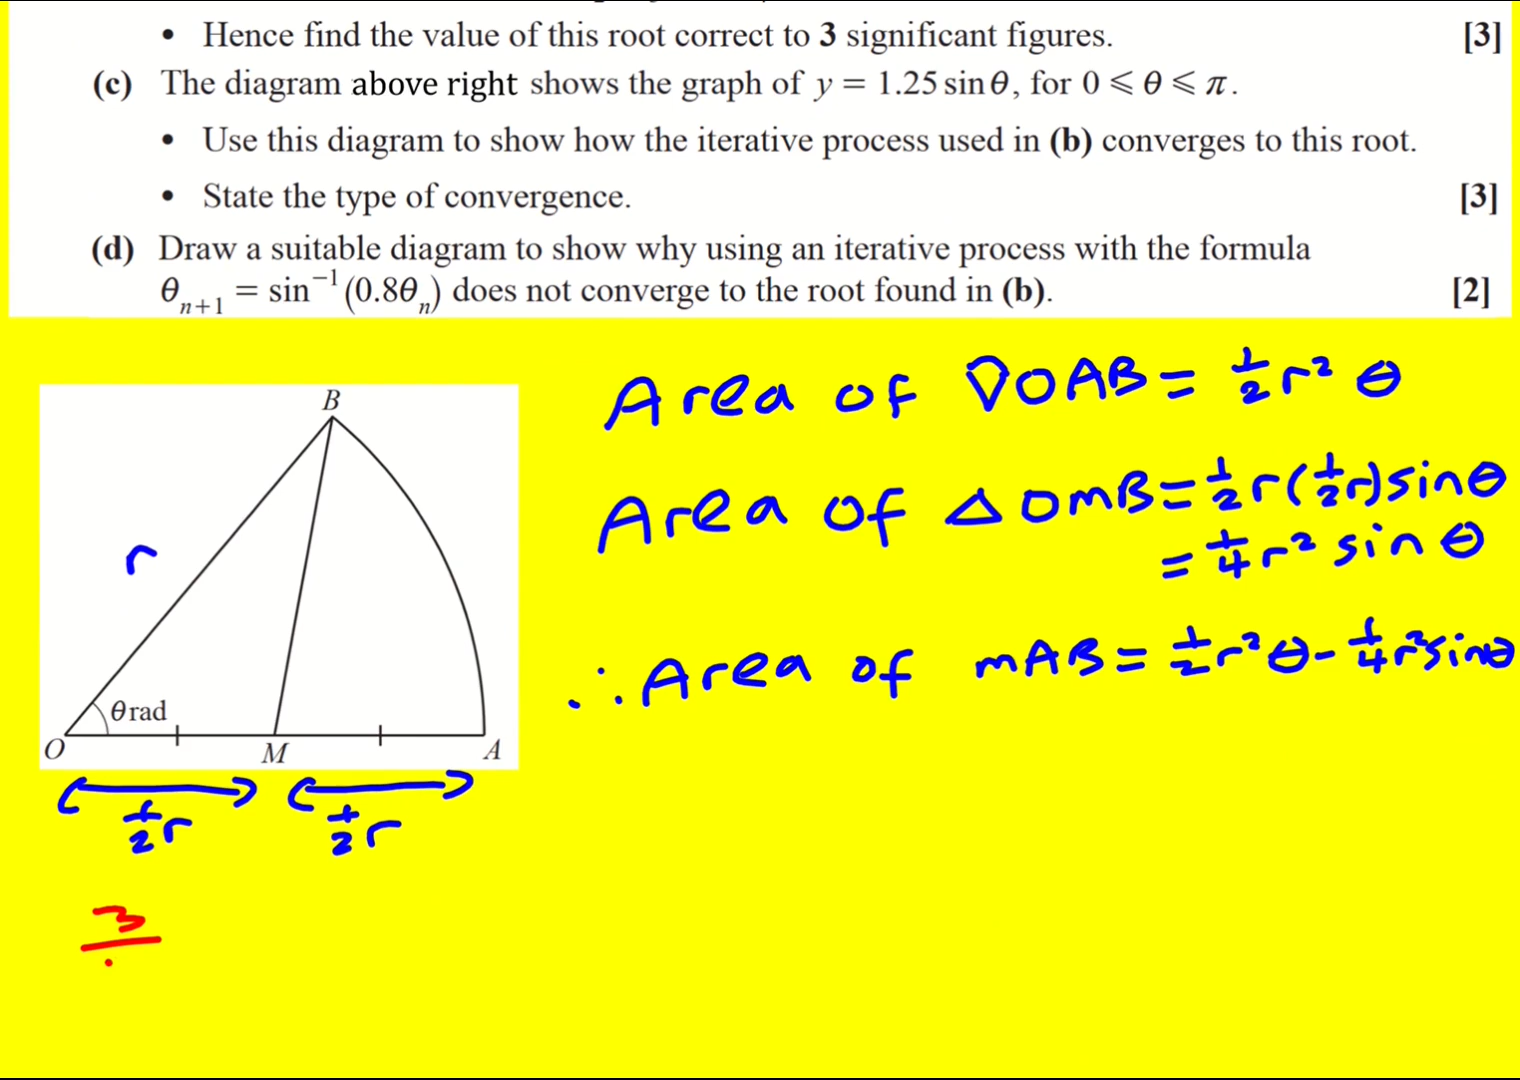 • Hence find the value of this root correct to 3 significant figures. [3]
(c) The diagram above right shows the graph of y = 1.25 sin θ, for 0 ⩽ θ ⩽ π.
• Use this diagram to show how the iterative process used in (b) converges to this root.
• State the type of convergence. [3]
(d) Draw a suitable diagram to show why using an iterative process with the formula
θₙ₊₁ = sin⁻¹(0.8θₙ) does not converge to the root found in (b). [2]
B
r
θ rad
O M A
½r ½r
3
Area of ▽OAB = ½r²θ
Area of △OMB = ½r(½r)sinθ
= ¼r² sinθ
∴ Area of MAB = ½r²θ - ¼r²sinθ